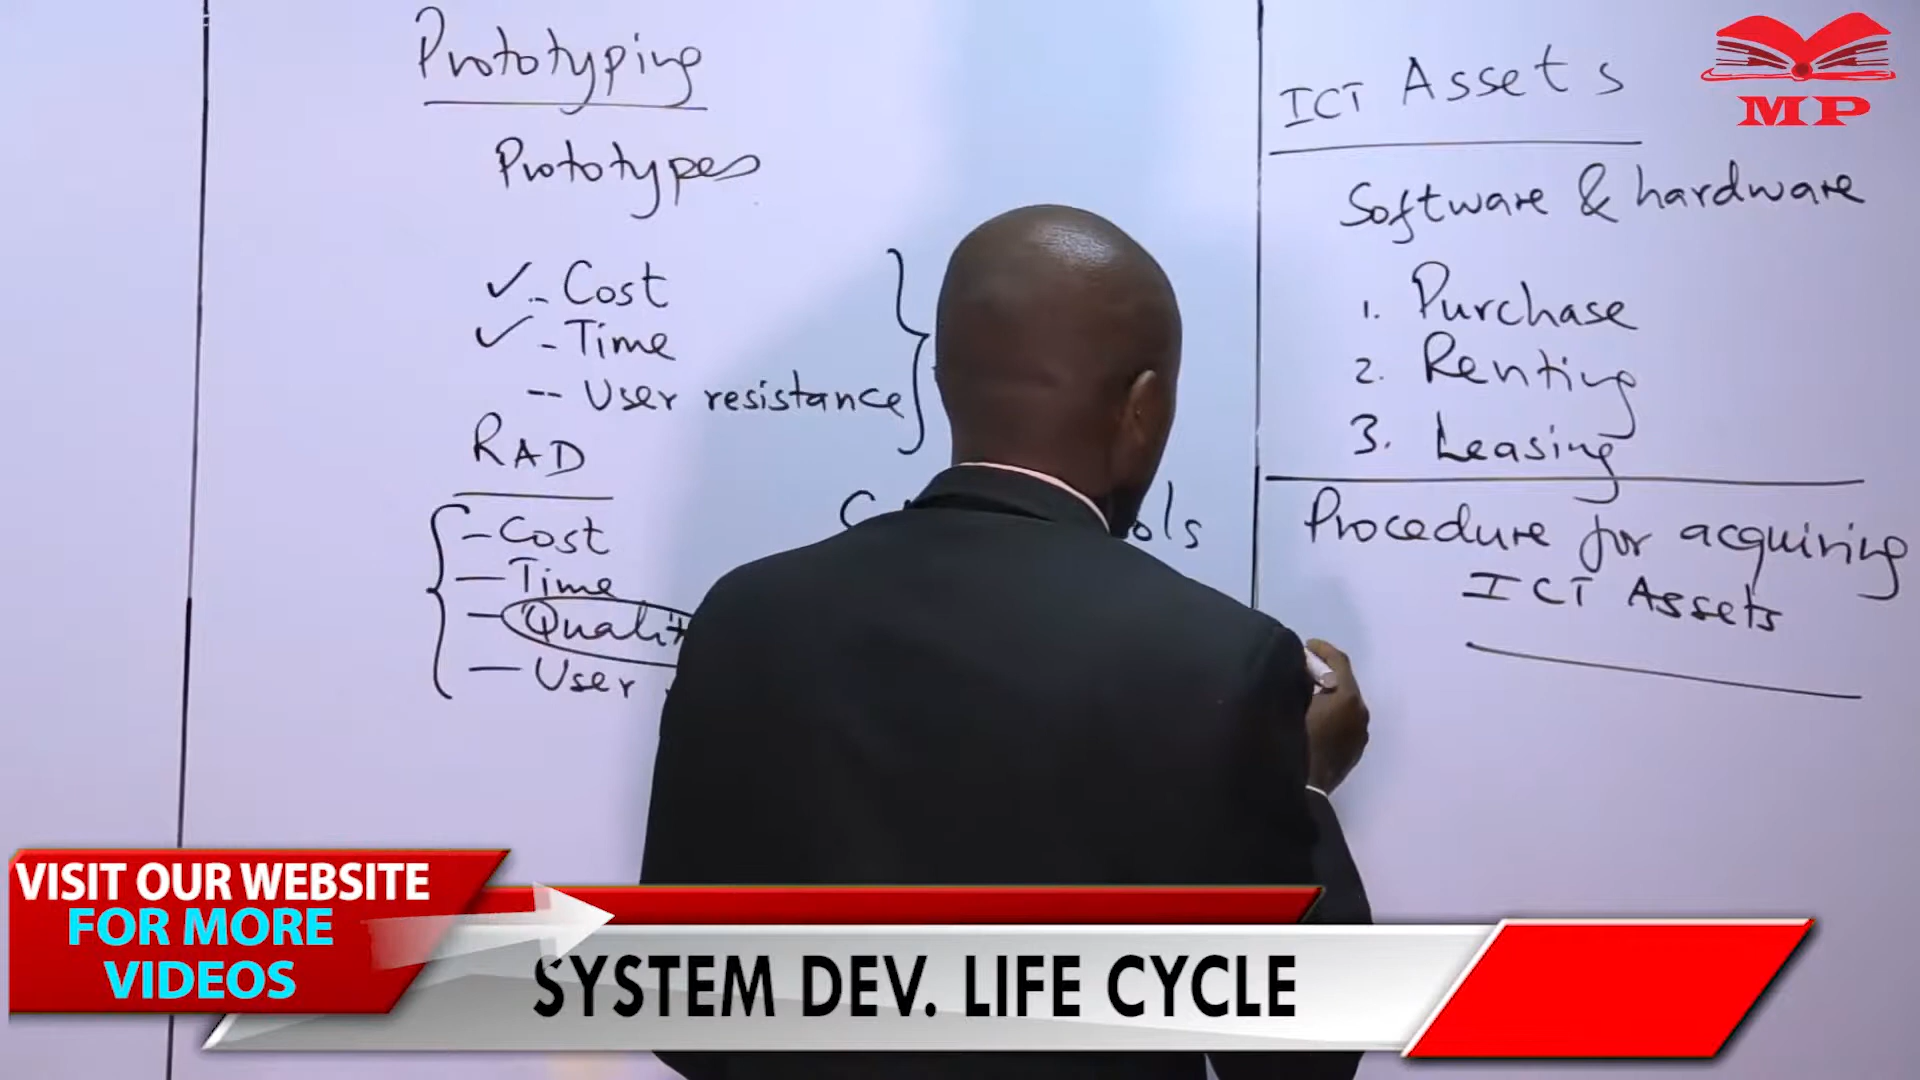 Prototyping
Prototypes
✓ - Cost
✓ - Time
-- User resistance
RAD
- Cost
- Time
- Quality
- User
ICT Assets
Software & hardware
1. Purchase
2. Renting
3. Leasing
Procedure for acquiring
ICT Assets
MP
VISIT OUR WEBSITE
FOR MORE
VIDEOS
SYSTEM DEV. LIFE CYCLE